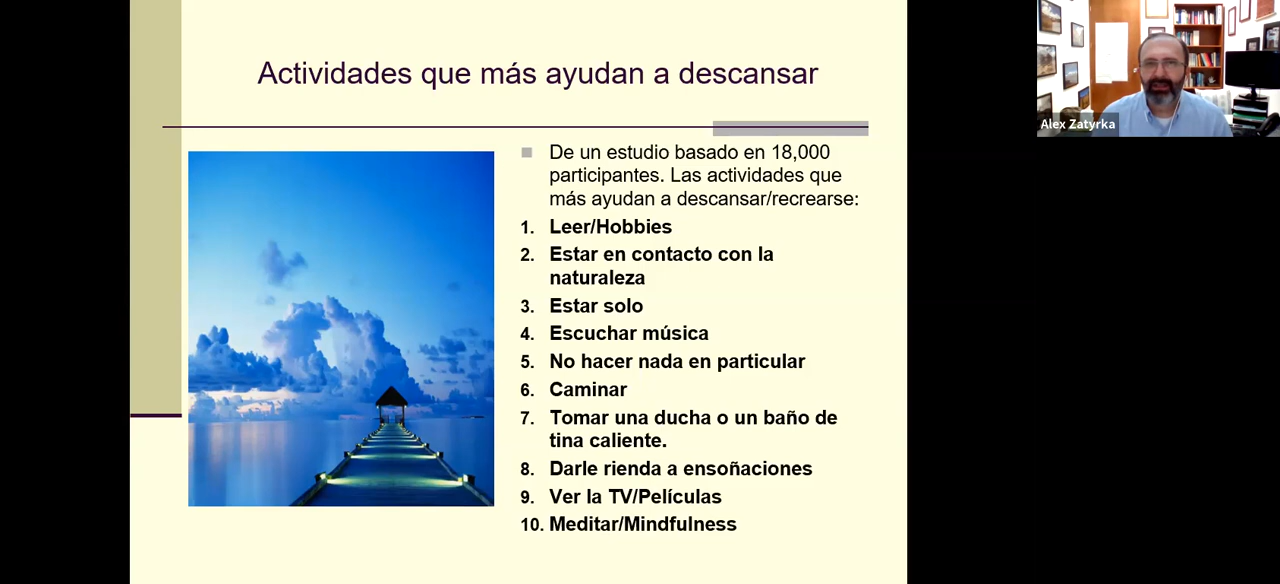 Actividades que más ayudan a descansar
De un estudio basado en 18,000
participantes. Las actividades que
más ayudan a descansar/recrearse:
1. Leer/Hobbies
2. Estar en contacto con la
naturaleza
3. Estar solo
4. Escuchar música
5. No hacer nada en particular
6. Caminar
7. Tomar una ducha o un baño de
tina caliente.
8. Darle rienda a ensoñaciones
9. Ver la TV/Películas
10. Meditar/Mindfulness
Alex Zatyrka